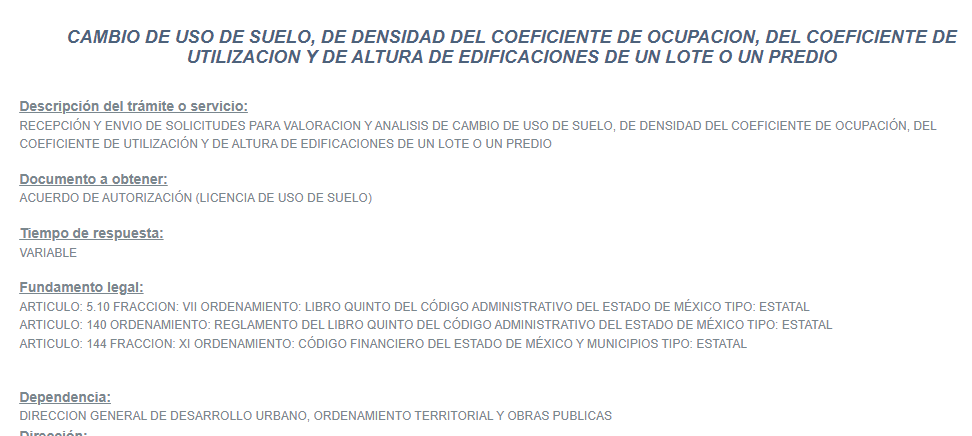 CAMBIO DE USO DE SUELO, DE DENSIDAD DEL COEFICIENTE DE OCUPACION, DEL COEFICIENTE DE
UTILIZACION Y DE ALTURA DE EDIFICACIONES DE UN LOTE O UN PREDIO
Descripción del trámite o servicio:
RECEPCIÓN Y ENVIO DE SOLICITUDES PARA VALORACION Y ANALISIS DE CAMBIO DE USO DE SUELO, DE DENSIDAD DEL COEFICIENTE DE OCUPACIÓN, DEL
COEFICIENTE DE UTILIZACIÓN Y DE ALTURA DE EDIFICACIONES DE UN LOTE O UN PREDIO
Documento a obtener:
ACUERDO DE AUTORIZACIÓN (LICENCIA DE USO DE SUELO)
Tiempo de respuesta:
VARIABLE
Fundamento legal:
ARTICULO: 5.10 FRACCION: VII ORDENAMIENTO: LIBRO QUINTO DEL CÓDIGO ADMINISTRATIVO DEL ESTADO DE MÉXICO TIPO: ESTATAL
ARTICULO: 140 ORDENAMIENTO: REGLAMENTO DEL LIBRO QUINTO DEL CÓDIGO ADMINISTRATIVO DEL ESTADO DE MÉXICO TIPO: ESTATAL
ARTICULO: 144 FRACCION: XI ORDENAMIENTO: CÓDIGO FINANCIERO DEL ESTADO DE MÉXICO Y MUNICIPIOS TIPO: ESTATAL
Dependencia:
DIRECCION GENERAL DE DESARROLLO URBANO, ORDENAMIENTO TERRITORIAL Y OBRAS PUBLICAS
Dirección: